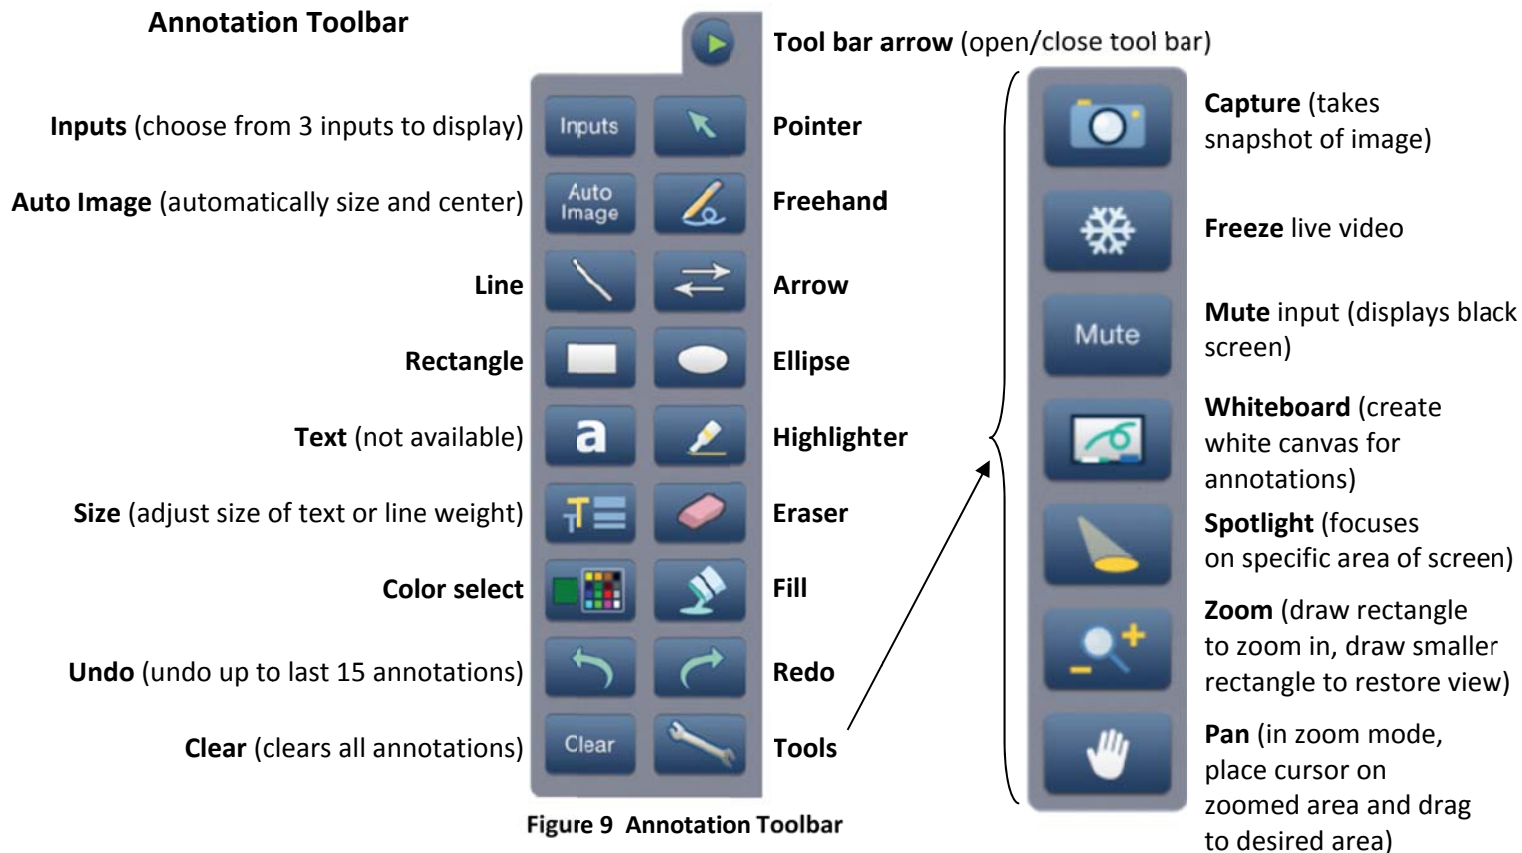 Annotation Toolbar
Tool bar arrow (open/close tool bar)
Inputs (choose from 3 inputs to display)
Inputs
Pointer
Auto Image (automatically size and center)
Auto
Image
Freehand
Line
Arrow
Rectangle
Ellipse
Text (not available)
a
Highlighter
Size (adjust size of text or line weight)
T
T
Eraser
Color select
Fill
Undo (undo up to last 15 annotations)
Redo
Clear (clears all annotations)
Clear
Tools
Capture (takes
snapshot of image)
Freeze live video
Mute
Mute input (displays black
screen)
Whiteboard (create
white canvas for
annotations)
Spotlight (focuses
on specific area of screen)
Zoom (draw rectangle
to zoom in, draw smaller
rectangle to restore view)
Pan (in zoom mode,
place cursor on
zoomed area and drag
to desired area)
Figure 9 Annotation Toolbar